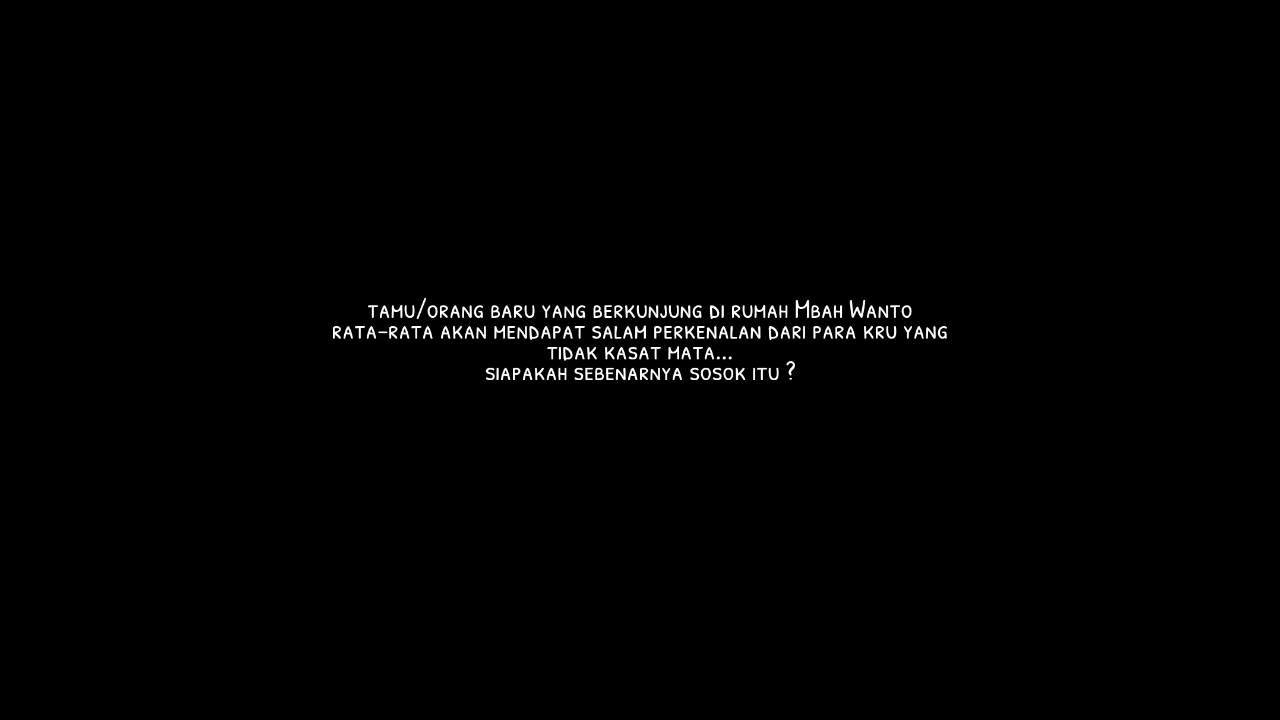 tamu/orang baru yang berkunjung di rumah Mbah Wanto
rata-rata akan mendapat salam perkenalan dari para kru yang
tidak kasat mata...
siapakah sebenarnya sosok itu ?